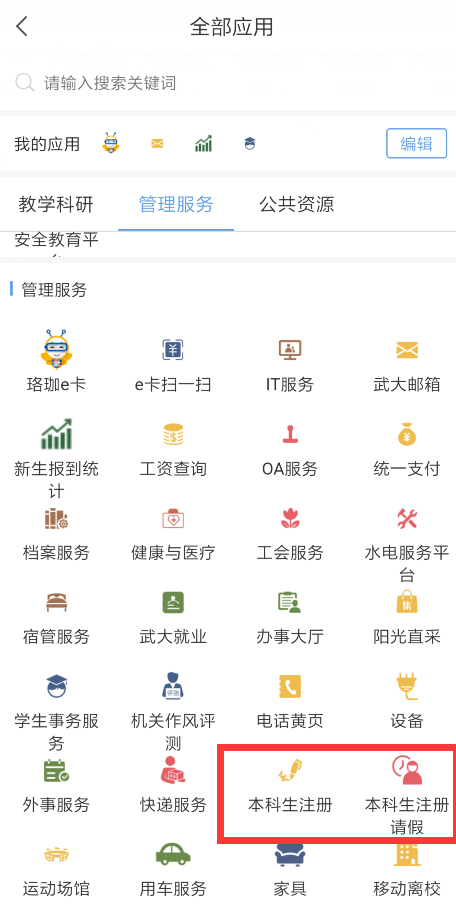 全部应用
请输入搜索关键词
我的应用
编辑
教学科研 管理服务 公共资源
安全教育平
管理服务
珞珈e卡 e卡扫一扫 IT服务 武大邮箱
新生报到统
计
工资查询 OA服务 统一支付
档案服务 健康与医疗 工会服务 水电服务平
台
宿管服务 武大就业 办事大厅 阳光直采
学生事务服
务
机关作风评
测
电话黄页 设备
外事服务 快递服务 本科生注册 本科生注册
请假
运动场馆 用车服务 家具 移动离校